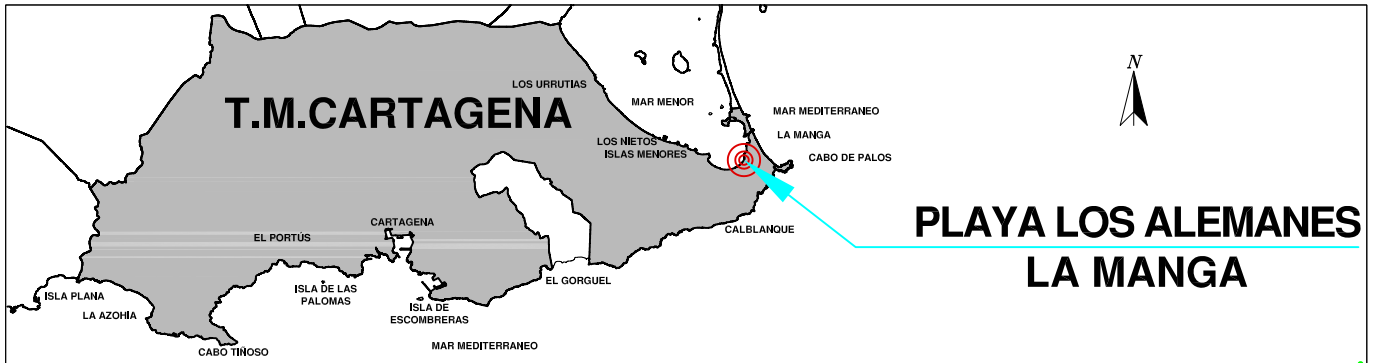 LOS URRUTIAS
T.M.CARTAGENA
MAR MENOR
N
MAR MEDITERRANEO
LA MANGA
LOS NIETOS
ISLAS MENORES
CABO DE PALOS
PLAYA LOS ALEMANES
LA MANGA
CARTAGENA
EL PORTÚS
CALBLANQUE
EL GORGUEL
ISLA PLANA
LA AZOHÍA
ISLA DE LAS
PALOMAS
ISLA DE
ESCOMBRERAS
CABO TIÑOSO
MAR MEDITERRANEO